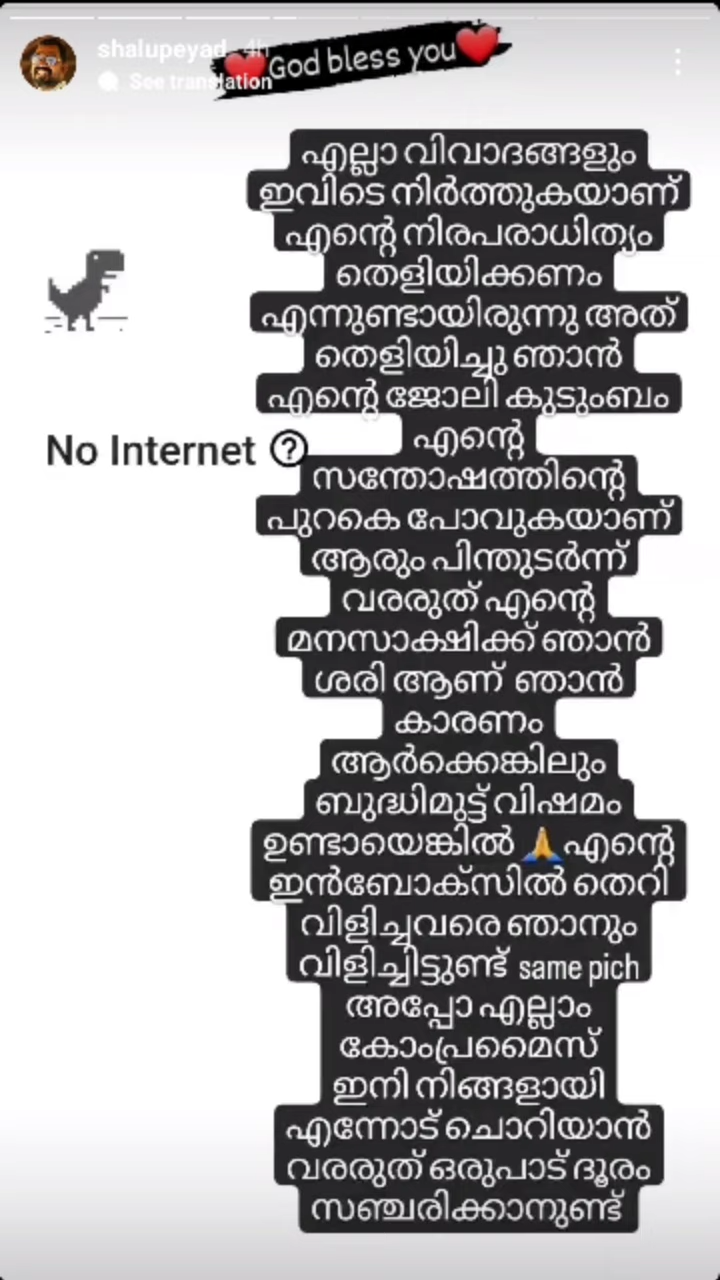 shalupeyad 4h
❤️God bless you❤️
See translation
എല്ലാ വിവാദങ്ങളും
ഇവിടെ നിർത്തുകയാണ്
എന്റെ നിരപരാധിത്യം
തെളിയിക്കണം
എന്നുണ്ടായിരുന്നു അത്
തെളിയിച്ചു ഞാൻ
എന്റെ ജോലി കുടുംബം
എന്റെ
No Internet ?
സന്തോഷത്തിന്റെ
പുറകെ പോവുകയാണ്
ആരും പിന്തുടർന്ന്
വരരുത് എന്റെ
മനസാക്ഷിക്ക് ഞാൻ
ശരി ആണ് ഞാൻ
കാരണം
ആർക്കെങ്കിലും
ബുദ്ധിമുട്ട് വിഷമം
ഉണ്ടായെങ്കിൽ 🙏എന്റെ
ഇൻബോക്സിൽ തെറി
വിളിച്ചവരെ ഞാനും
വിളിച്ചിട്ടുണ്ട് same pich
അപ്പോ എല്ലാം
കോംപ്രമൈസ്
ഇനി നിങ്ങളായി
എന്നോട് ചൊറിയാൻ
വരരുത് ഒരുപാട് ദൂരം
സഞ്ചരിക്കാനുണ്ട്